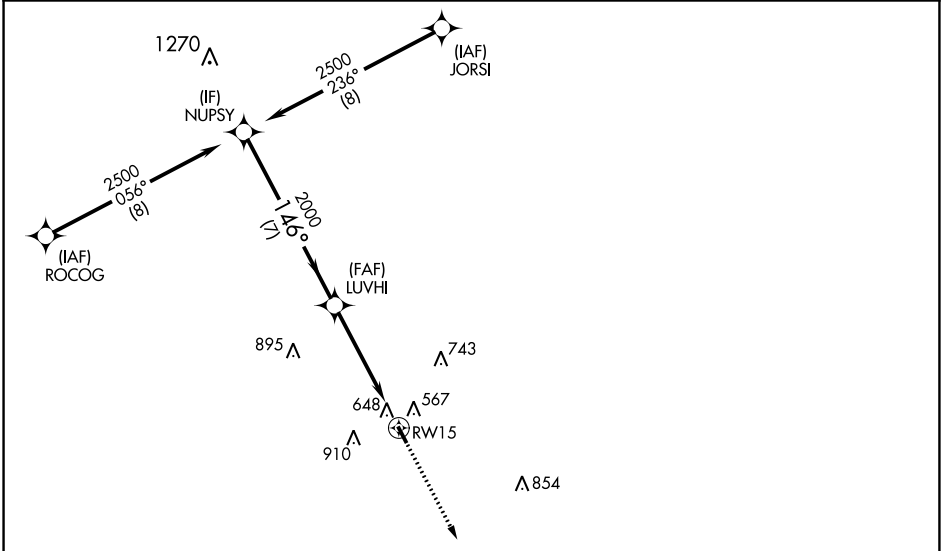 1270
(IAF)
JORSI
2500
236°
(8)
(IF)
NUPSY
2500
056°
(8)
(IAF)
ROCOG
2000
146°
(7)
(FAF)
LUVHI
895
743
648
567
RW15
910
854